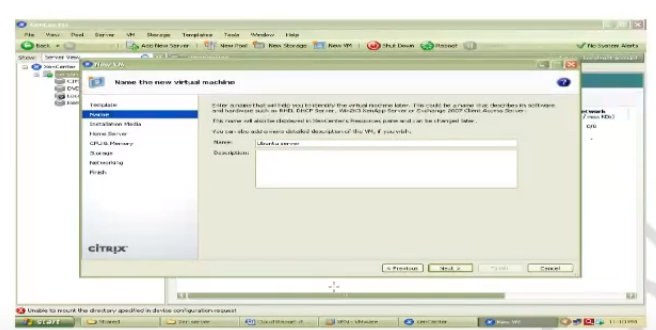 XenCenter
File View Pool Server VM Storage Templates Tools Window Help
Back Add New Server New Pool New Storage New VM Shut Down Reboot No System Alerts
Show: Server View
XenCenter
New VM
Name the new virtual machine
Template
Name
Installation Media
Home Server
CPU & Memory
Storage
Networking
Finish
Enter a name that will help you to identify the virtual machine later. This could be a name that describes its software
and hardware such as RHEL DHCP Server, Win2K3 XenApp Server or Exchange 2007 Client Access Server.
This name will also be displayed in XenCenter's Resources pane and can be changed later.
You can also add a more detailed description of the VM, if you wish.
Name: Ubuntu server
Description:
CITRIX
< Previous Next > Finish Cancel
Unable to mount the directory specified in device configuration request
start Shared Xen server XenCenter New VM